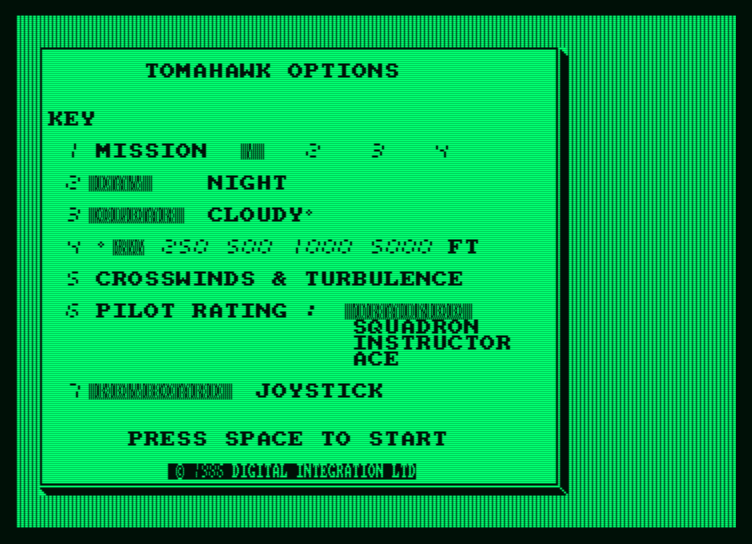 TOMAHAWK OPTIONS
KEY
1 MISSION 1 2 3 4
2 DAY NIGHT
3 CLEAR CLOUDY*
4 * 250 500 1000 5000 FT
5 CROSSWINDS & TURBULENCE
6 PILOT RATING : TRAINEE
SQUADRON
INSTRUCTOR
ACE
7 KEYBOARD JOYSTICK
PRESS SPACE TO START
DIGITAL INTEGRATION LTD